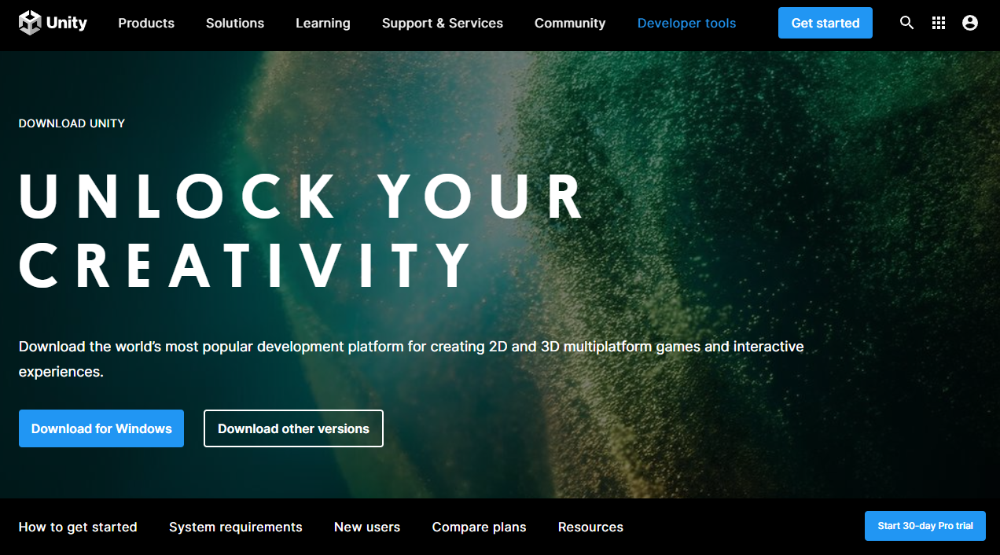 Unity Products Solutions Learning Support & Services Community Developer tools Get started
DOWNLOAD UNITY
UNLOCK YOUR
CREATIVITY
Download the world’s most popular development platform for creating 2D and 3D multiplatform games and interactive
experiences.
Download for Windows Download other versions
How to get started System requirements New users Compare plans Resources Start 30-day Pro trial